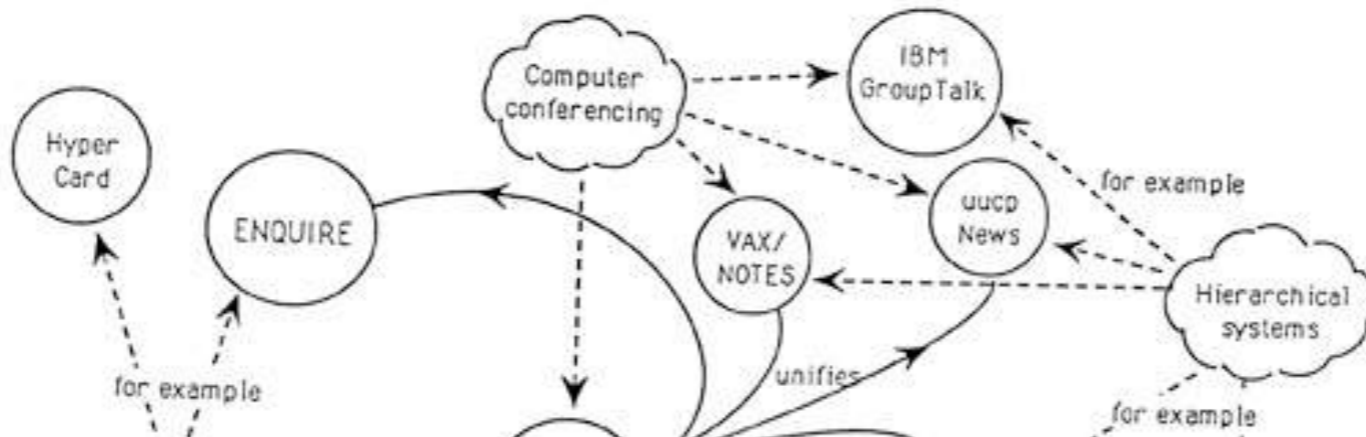 Hyper
Card
ENQUIRE
Computer
conferencing
IBM
GroupTalk
uucp
News
VAX/
NOTES
for example
Hierarchical
systems
for example
unifies
for example